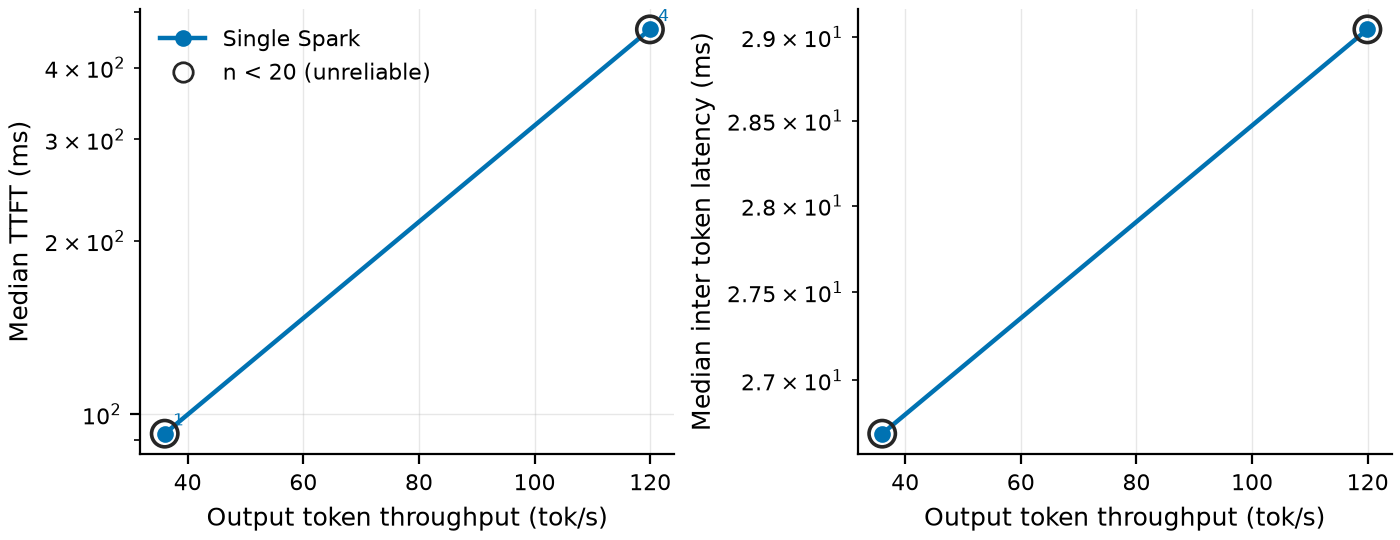 Single Spark
n < 20 (unreliable)
4
1
4 × 10²
3 × 10²
2 × 10²
10²
Median TTFT (ms)
40 60 80 100 120
Output token throughput (tok/s)
2.9 × 10¹
2.85 × 10¹
2.8 × 10¹
2.75 × 10¹
2.7 × 10¹
Median inter token latency (ms)
40 60 80 100 120
Output token throughput (tok/s)